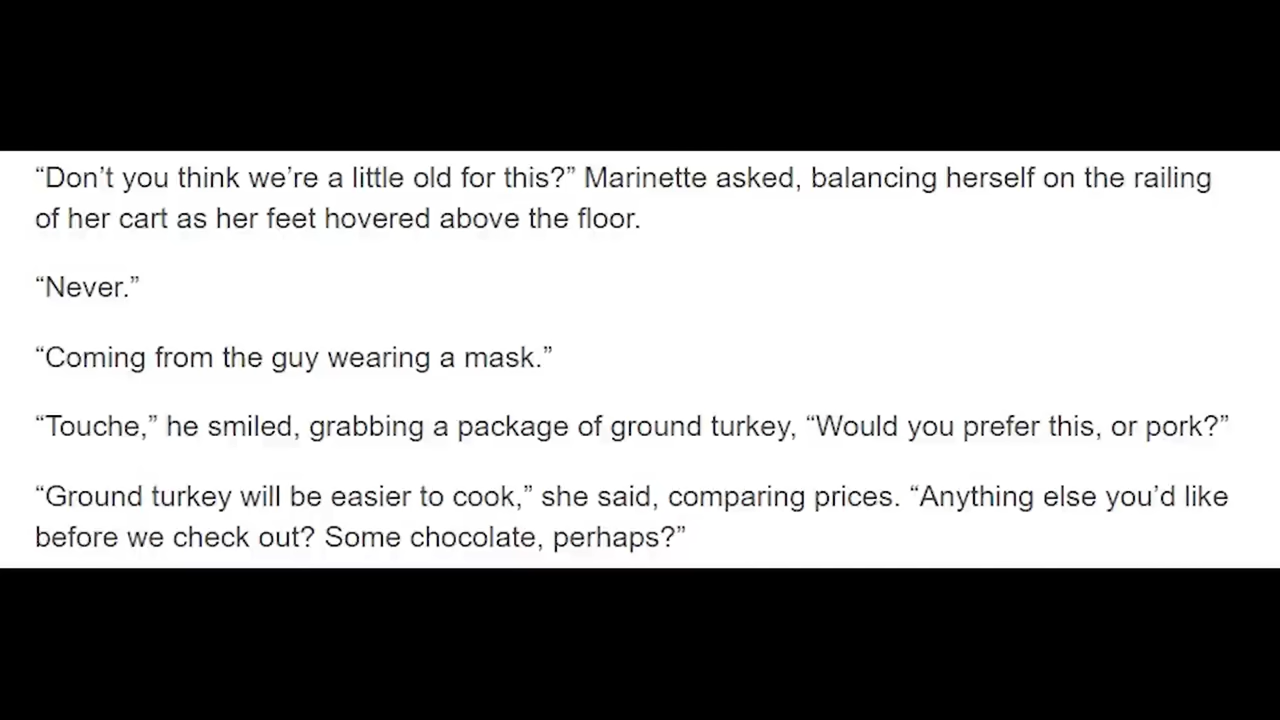 “Don’t you think we’re a little old for this?” Marinette asked, balancing herself on the railing
of her cart as her feet hovered above the floor.
“Never.”
“Coming from the guy wearing a mask.”
“Touche,” he smiled, grabbing a package of ground turkey, “Would you prefer this, or pork?”
“Ground turkey will be easier to cook,” she said, comparing prices. “Anything else you’d like
before we check out? Some chocolate, perhaps?”